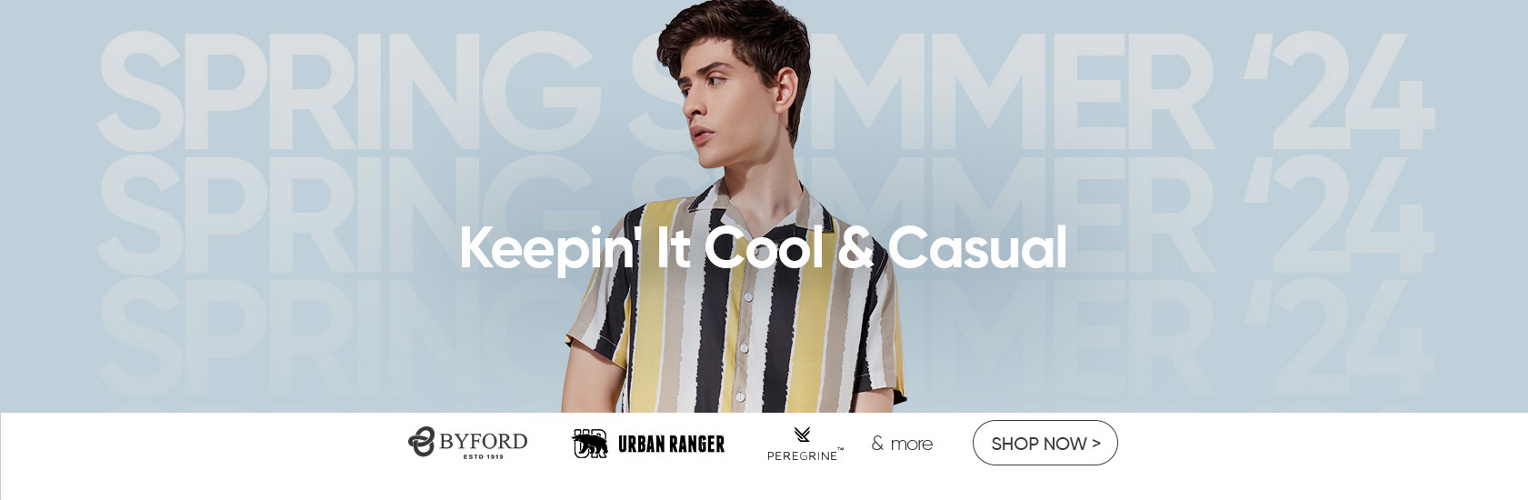 SPRING SUMMER '24
SPRING SUMMER '24
Keepin' It Cool & Casual
SPRING SUMMER '24
BYFORD
ESTD 1919
UR
URBAN RANGER
PEREGRINE™
& more
SHOP NOW >